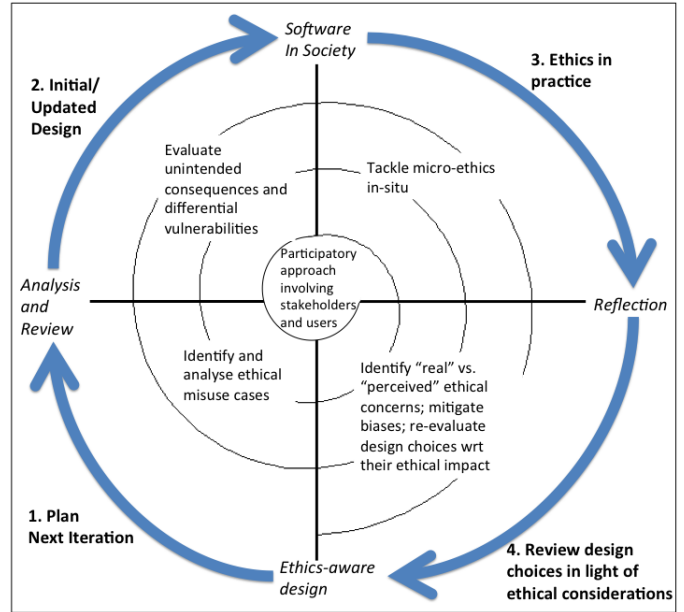 Software
In Society
2. Initial/
Updated
Design
3. Ethics in
practice
Evaluate
unintended
consequences and
differential
vulnerabilities
Tackle micro-ethics
in-situ
Participatory
approach
involving
stakeholders
and users
Analysis
and
Review
Reflection
Identify and
analyse ethical
misuse cases
Identify “real” vs.
“perceived” ethical
concerns; mitigate
biases; re-evaluate
design choices wrt
their ethical impact
1. Plan
Next Iteration
Ethics-aware
design
4. Review design
choices in light of
ethical considerations